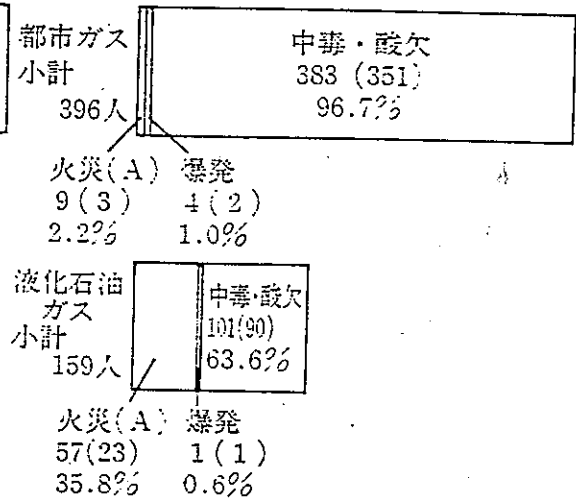 都市ガス
小計
396人
中毒・酸欠
383 (351)
96.7%
火災(A)
9(3)
2.2%
爆発
4(2)
1.0%
液化石油
ガス
小計
159人
中毒・酸欠
101(90)
63.6%
火災(A)
57(23)
35.8%
爆発
1(1)
0.6%